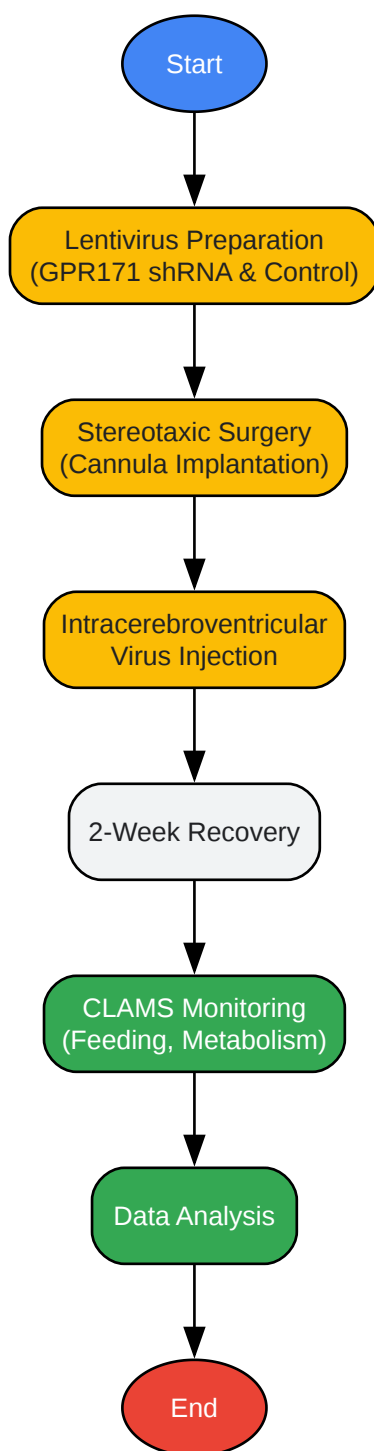 Start
Lentivirus Preparation
(GPR171 shRNA & Control)
Stereotaxic Surgery
(Cannula Implantation)
Intracerebroventricular
Virus Injection
2-Week Recovery
CLAMS Monitoring
(Feeding, Metabolism)
Data Analysis
End